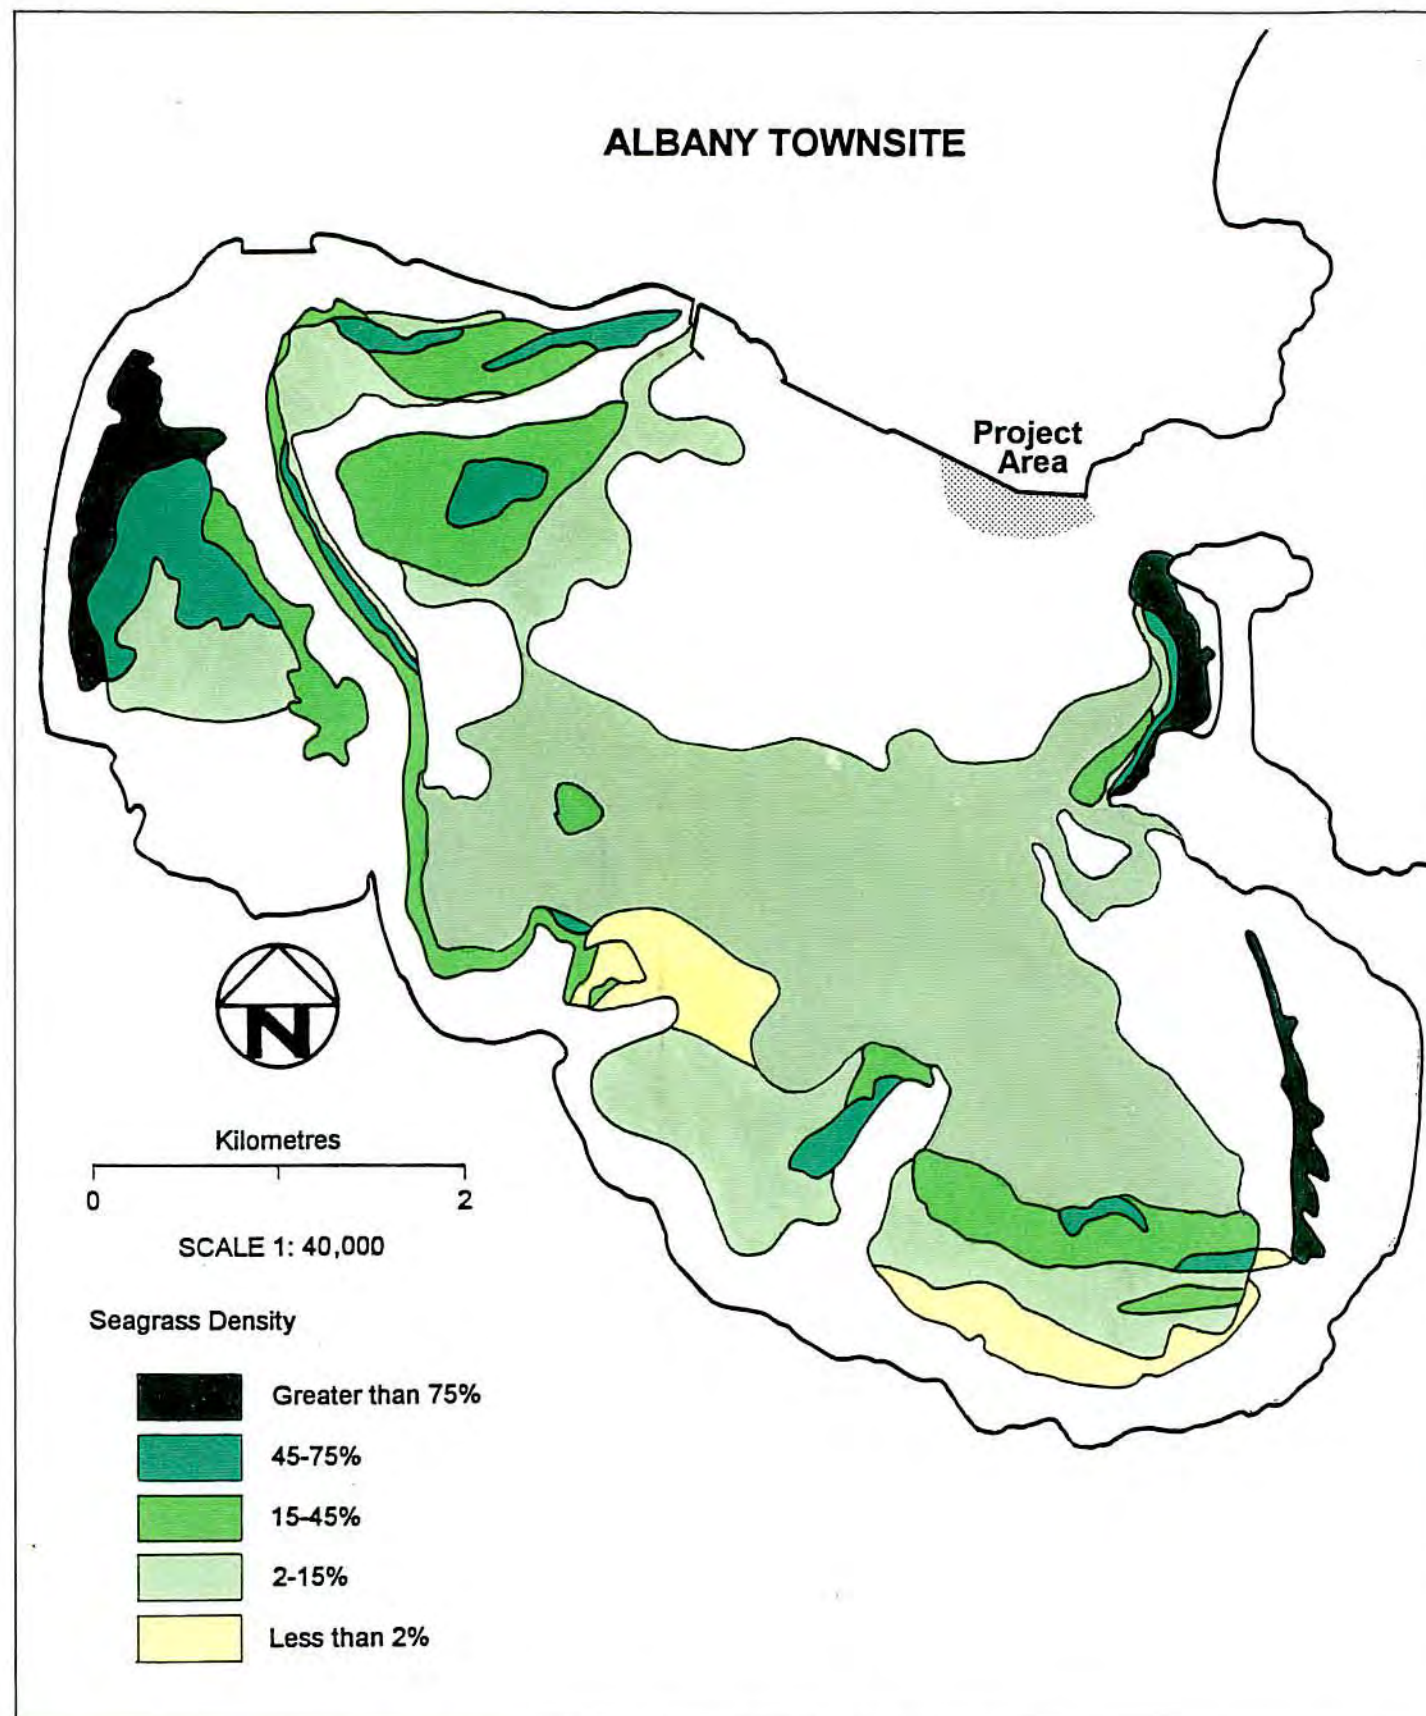 ALBANY TOWNSITE
Project
Area
N
Kilometres
0 2
SCALE 1: 40,000
Seagrass Density
Greater than 75%
45-75%
15-45%
2-15%
Less than 2%